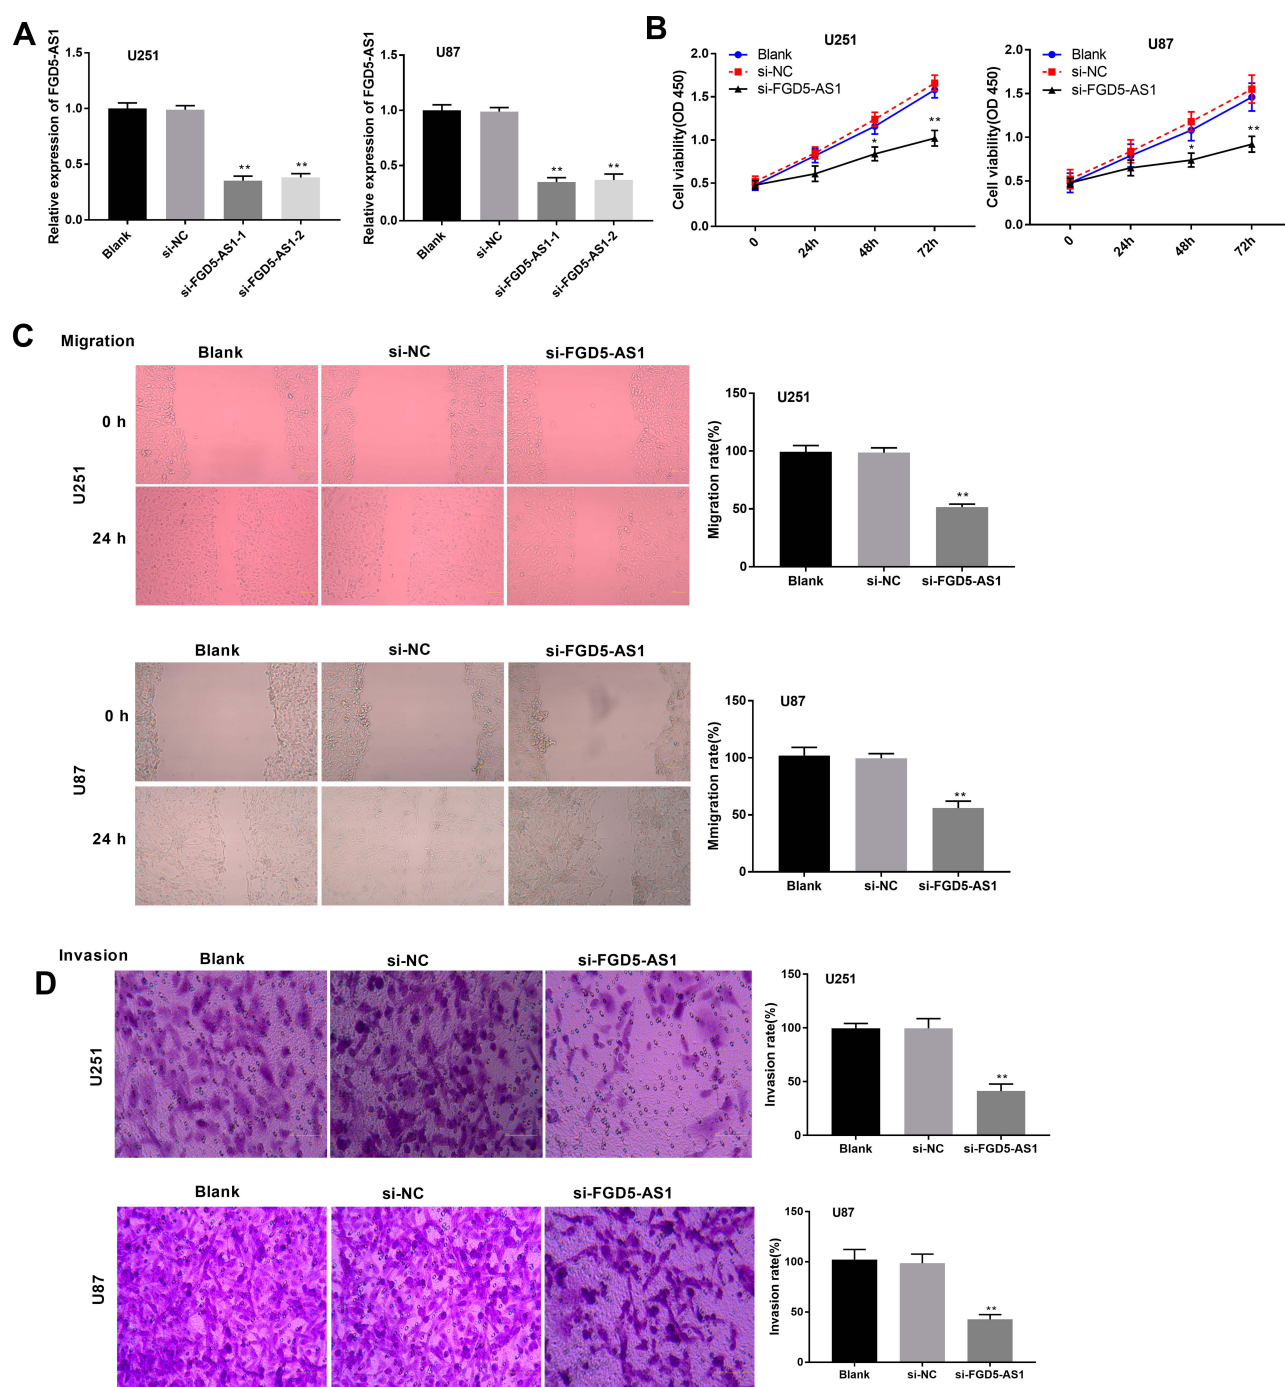 A
U251
Relative expression of FGD5-AS1
1.5
1.0
0.5
0.0
**
**
Blank
si-NC
si-FGD5-AS1-1
si-FGD5-AS1-2
U87
Relative expression of FGD5-AS1
1.5
1.0
0.5
0.0
**
**
Blank
si-NC
si-FGD5-AS1-1
si-FGD5-AS1-2
B
U251
Blank
si-NC
si-FGD5-AS1
Cell viability(OD 450)
2.0
1.5
1.0
0.5
0.0
*
**
0
24h
48h
72h
U87
Blank
si-NC
si-FGD5-AS1
Cell viability(OD 450)
2.0
1.5
1.0
0.5
0.0
*
**
0
24h
48h
72h
C
Migration
Blank
si-NC
si-FGD5-AS1
0 h
U251
24 h
U251
Migration rate(%)
150
100
50
0
**
Blank
si-NC
si-FGD5-AS1
Blank
si-NC
si-FGD5-AS1
0 h
U87
24 h
U87
Mmigration rate(%)
150
100
50
0
**
Blank
si-NC
si-FGD5-AS1
D
Invasion
Blank
si-NC
si-FGD5-AS1
U251
U251
Invasion rate(%)
150
100
50
0
**
Blank
si-NC
si-FGD5-AS1
Blank
si-NC
si-FGD5-AS1
U87
U87
Invasion rate(%)
150
100
50
0
**
Blank
si-NC
si-FGD5-AS1